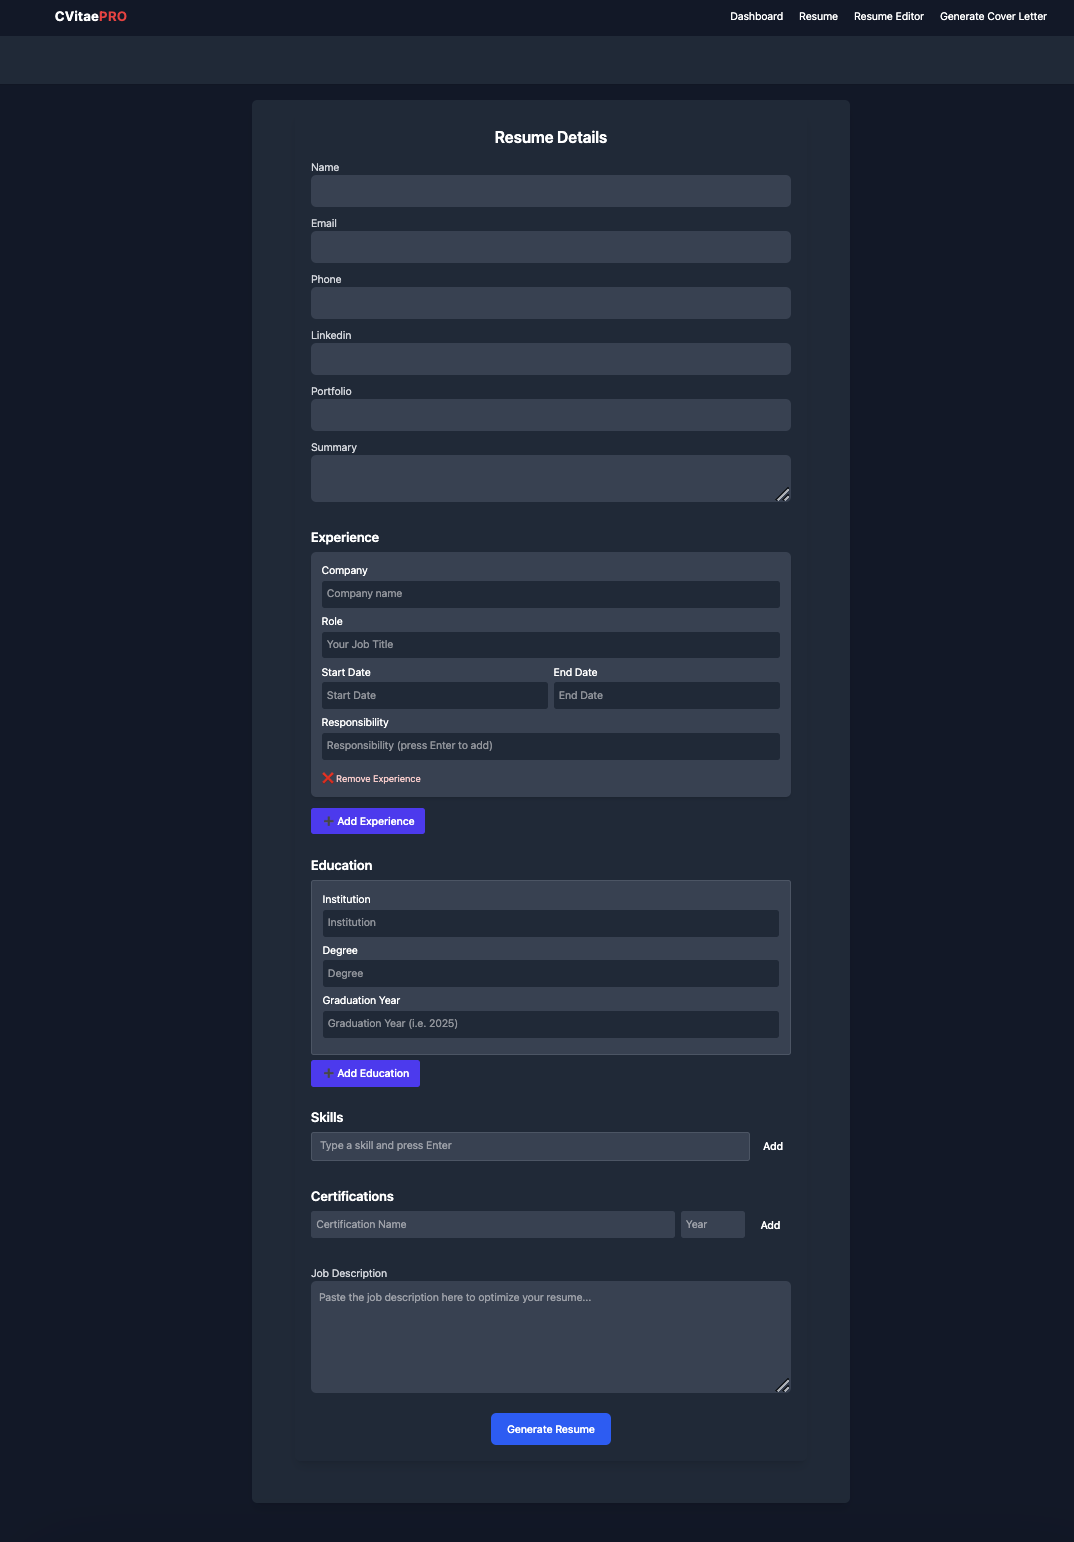 CVitaePRO Dashboard Resume Resume Editor Generate Cover Letter
Resume Details
Name
Email
Phone
Linkedin
Portfolio
Summary
Experience
Company
Company name
Role
Your Job Title
Start Date End Date
Start Date End Date
Responsibility
Responsibility (press Enter to add)
❌ Remove Experience
➕ Add Experience
Education
Institution
Institution
Degree
Degree
Graduation Year
Graduation Year (i.e. 2025)
➕ Add Education
Skills
Type a skill and press Enter Add
Certifications
Certification Name Year Add
Job Description
Paste the job description here to optimize your resume...
Generate Resume